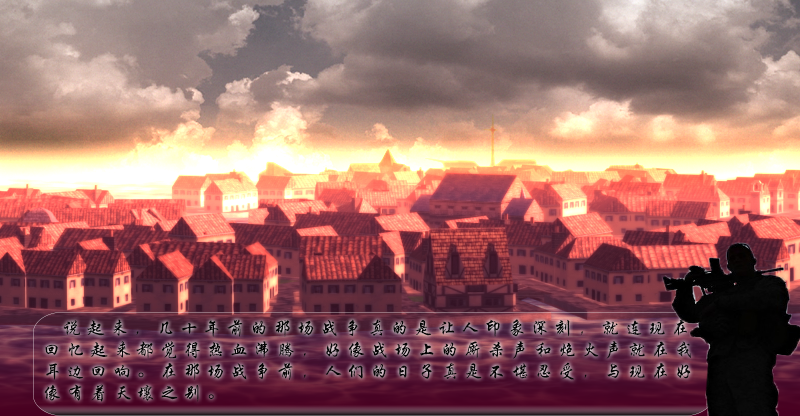 说起来，几十年前的那场战争真的是让人印象深刻，就连现在
回忆起来都觉得热血沸腾，好像战场上的厮杀声和炮火声就在我
耳边回响。在那场战争前，人们的日子真是不堪忍受，与现在好
像有着天壤之别。